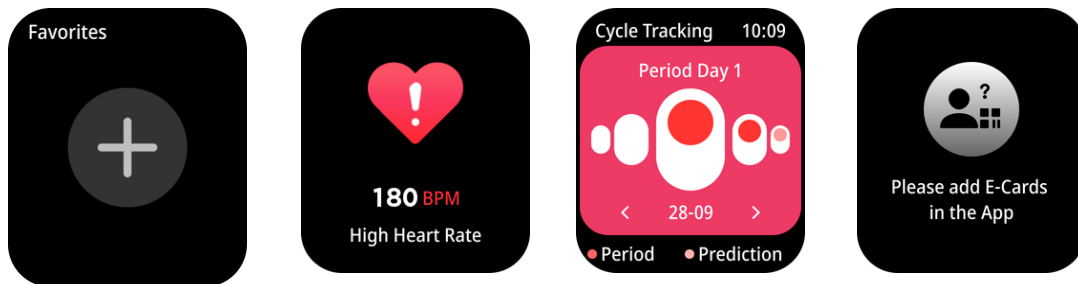 Favorites
180 BPM
High Heart Rate
Cycle Tracking 10:09
Period Day 1
28-09
Period Prediction
?
Please add E-Cards
in the App